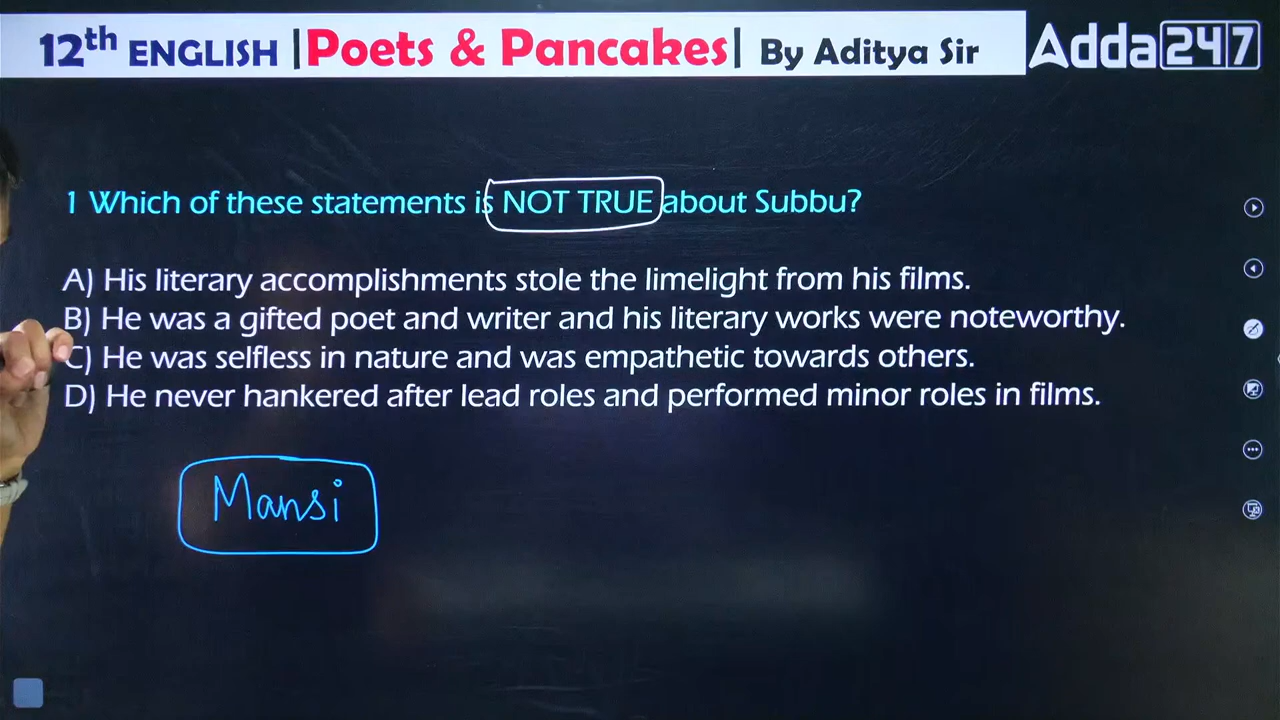 12th ENGLISH |Poets & Pancakes| By Aditya Sir Adda247
1 Which of these statements is NOT TRUE about Subbu?
A) His literary accomplishments stole the limelight from his films.
B) He was a gifted poet and writer and his literary works were noteworthy.
C) He was selfless in nature and was empathetic towards others.
D) He never hankered after lead roles and performed minor roles in films.
Mansi